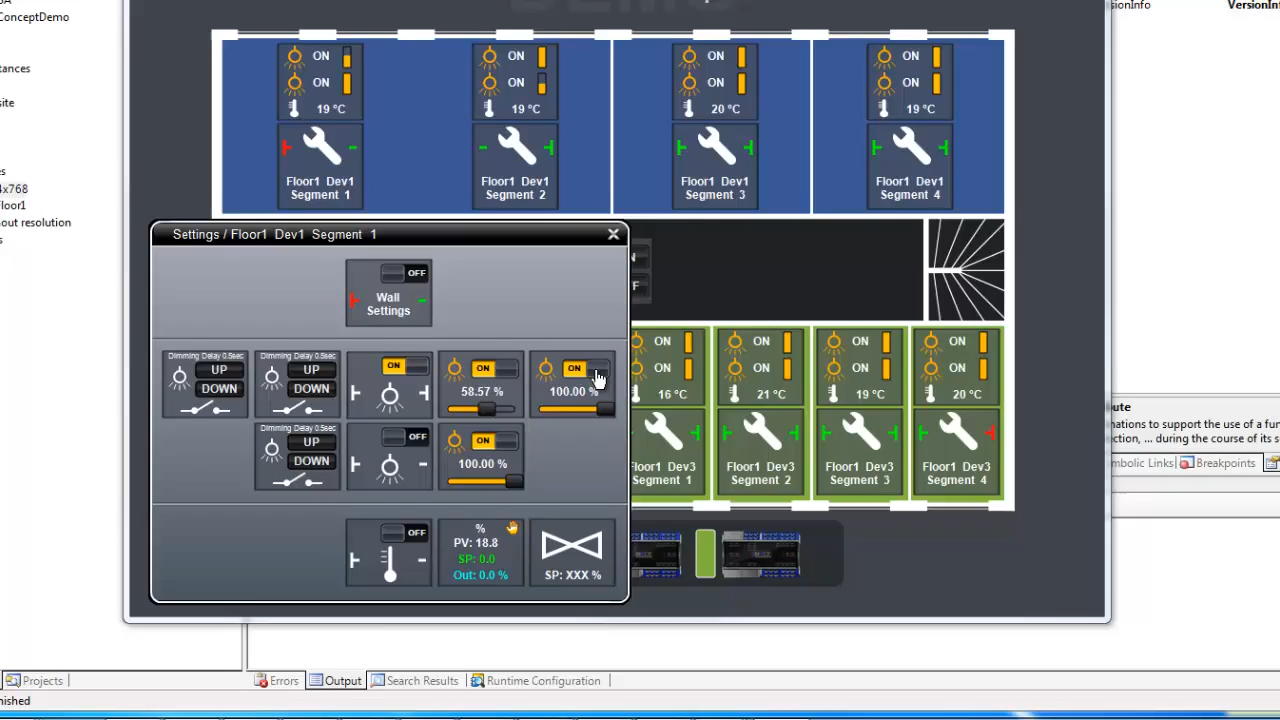 ConceptDemo
sionInfo
VersionInf
tances
site
es
4x768
loor1
out resolution
s
ON ON ON ON
ON ON ON ON
19 °C 19 °C 20 °C 19 °C
Floor1 Dev1 Segment 1
Floor1 Dev1 Segment 2
Floor1 Dev1 Segment 3
Floor1 Dev1 Segment 4
Settings / Floor1 Dev1 Segment 1
OFF
Wall
Settings
N
F
Dimming Delay 0.5sec
UP
DOWN
Dimming Delay 0.5sec
UP
DOWN
ON
ON
58.57 %
ON
100.00 %
Dimming Delay 0.5sec
UP
DOWN
OFF
ON
100.00 %
OFF
%
PV: 18.8
SP: 0.0
Out: 0.0 %
SP: XXX %
ON ON ON ON
ON ON ON ON
16 °C 21 °C 19 °C 20 °C
Floor1 Dev3
Segment 1
Floor1 Dev3
Segment 2
Floor1 Dev3
Segment 3
Floor1 Dev3
Segment 4
ute
nations to support the use of a fun
ction, ... during the course of its s
mbolic Links
Breakpoints
Projects
Errors
Output
Search Results
Runtime Configuration
nished